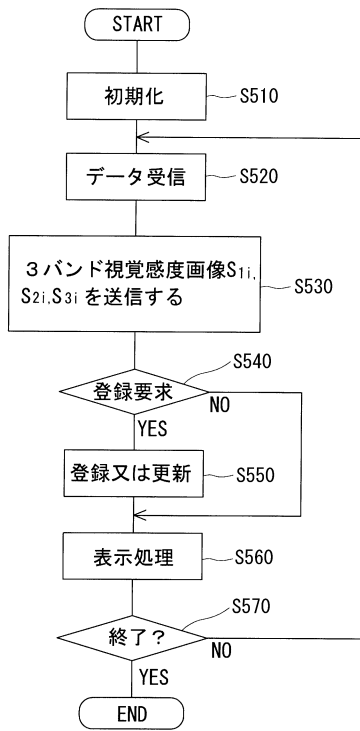 START
初期化
S510
データ受信
S520
3バンド視覚感度画像S1i,
S2i,S3iを送信する
S530
S540
登録要求
NO
YES
登録又は更新
S550
表示処理
S560
S570
終了?
NO
YES
END